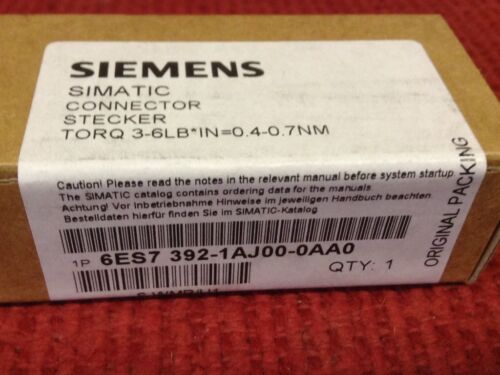 SIEMENS
SIMATIC
CONNECTOR
STECKER
TORQ 3-6LB*IN=0.4-0.7NM
Caution! Please read the notes in the relevant manual before system startup
The SIMATIC catalog contains ordering data for the manuals.
Achtung! Vor Inbetriebnahme Hinweise im jeweiligen Handbuch beachten.
Bestelldaten hierfür finden Sie im SIMATIC-Katalog
1P 6ES7 392-1AJ00-0AA0
QTY: 1
ORIGINAL PACKING